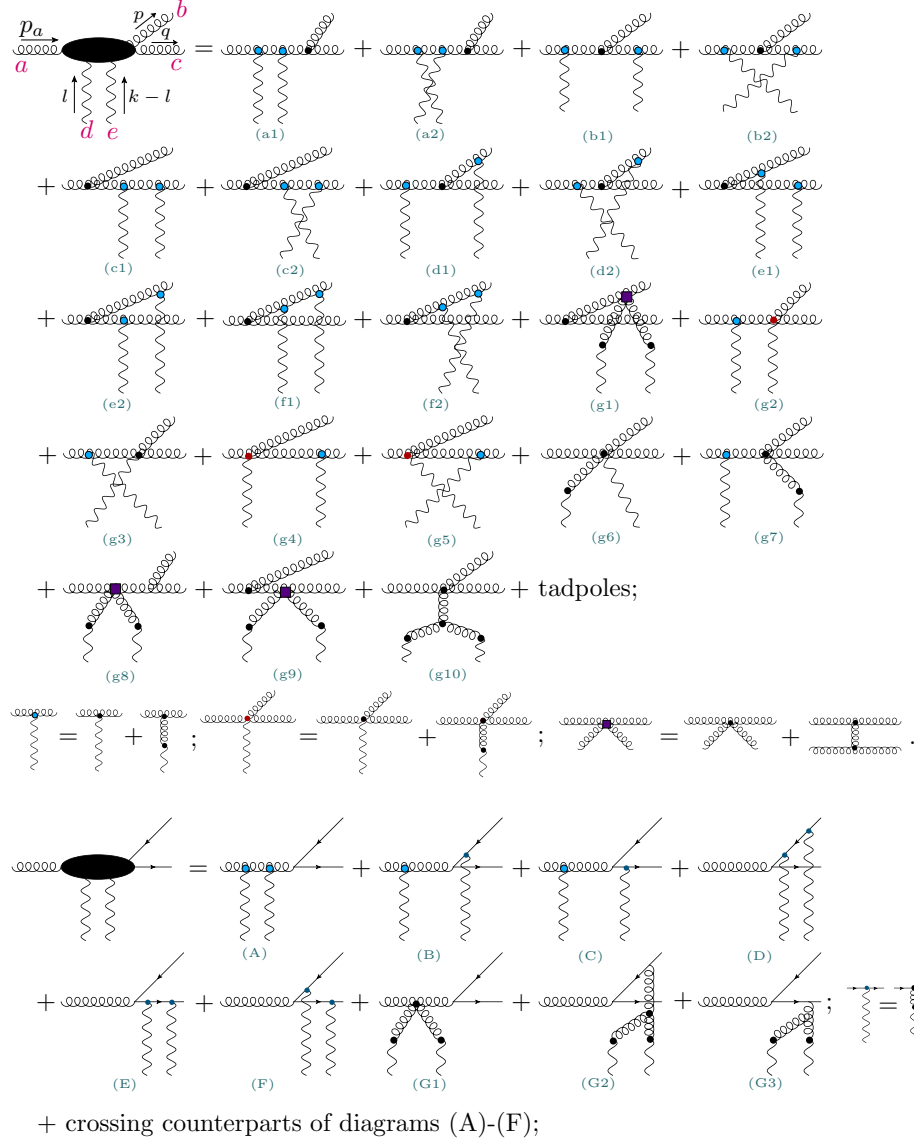 p_a p q b
a c
= + + +
l k − l
d e
(a1) (a2) (b1) (b2)
+ + + + +
(c1) (c2) (d1) (d2) (e1)
+ + + + +
(e2) (f1) (f2) (g1) (g2)
+ + + + +
(g3) (g4) (g5) (g6) (g7)
+ + + + tadpoles;
(g8) (g9) (g10)
= + ; = + ; = + .
= + + +
(A) (B) (C) (D)
+ + + + + ; =
(E) (F) (G1) (G2) (G3)
+ crossing counterparts of diagrams (A)-(F);